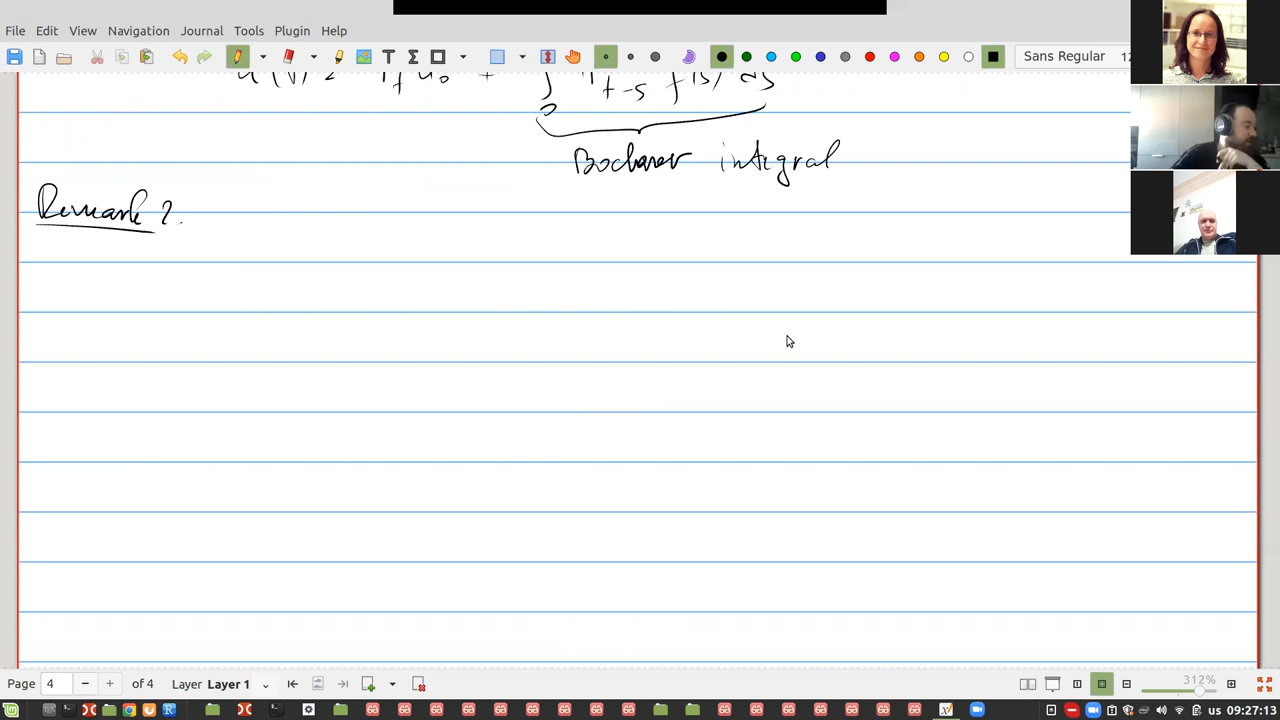 File Edit View Navigation Journal Tools Plugin Help
Sans Regular 12
Bochner integral
Remark 2.
Page 4 of 4 Layer Layer 1 312%
us 09:27:13